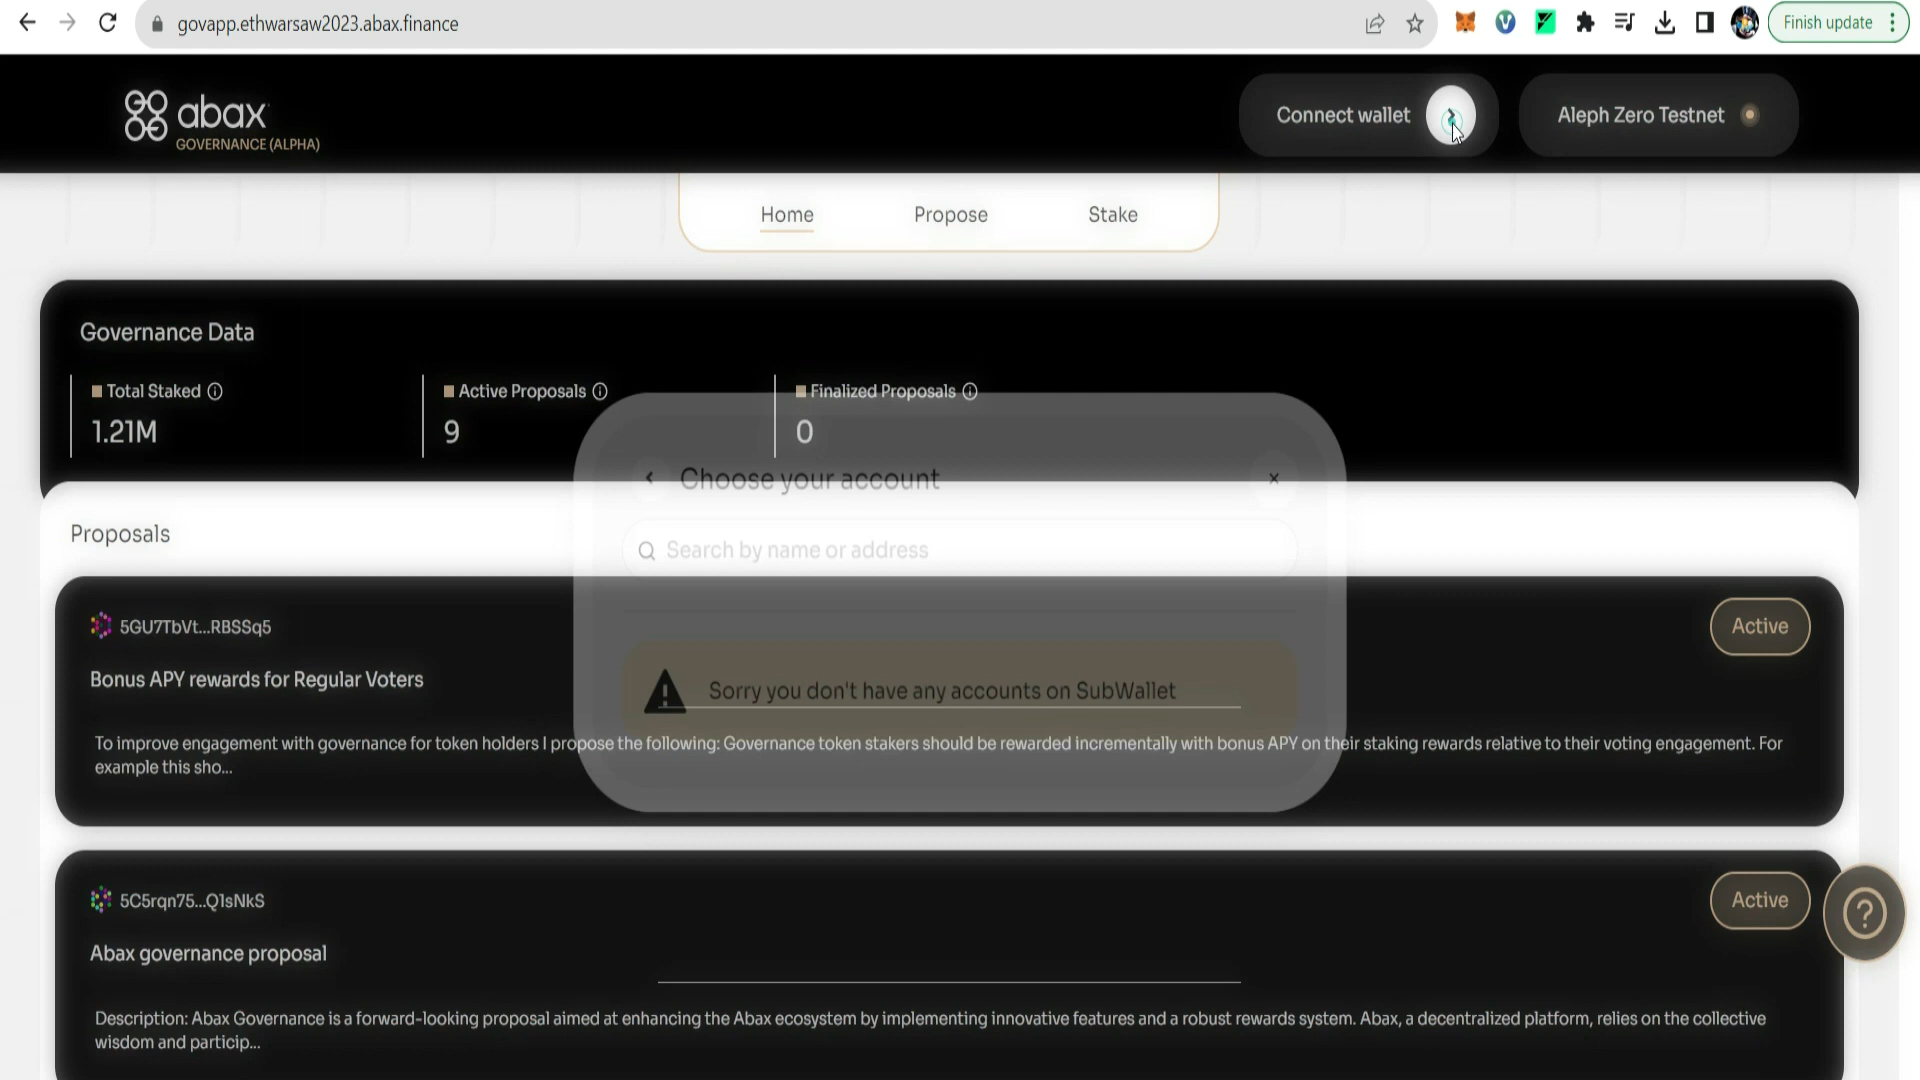 govapp.ethwarsaw2023.abax.finance
Finish update
abax
GOVERNANCE (ALPHA)
Connect wallet
Aleph Zero Testnet
Home
Propose
Stake
Governance Data
Total Staked
Active Proposals
Finalized Proposals
1.21M
9
0
Choose your account
Proposals
Search by name or address
5GU7TbVt...RBSSq5
Active
Bonus APY rewards for Regular Voters
Sorry you don't have any accounts on SubWallet
To improve engagement with governance for token holders I propose the following: Governance token stakers should be rewarded incrementally with bonus APY on their staking rewards relative to their voting engagement. For
example this sho...
5C5rqn75...Q1sNkS
Active
Abax governance proposal
Description: Abax Governance is a forward-looking proposal aimed at enhancing the Abax ecosystem by implementing innovative features and a robust rewards system. Abax, a decentralized platform, relies on the collective
wisdom and particip...